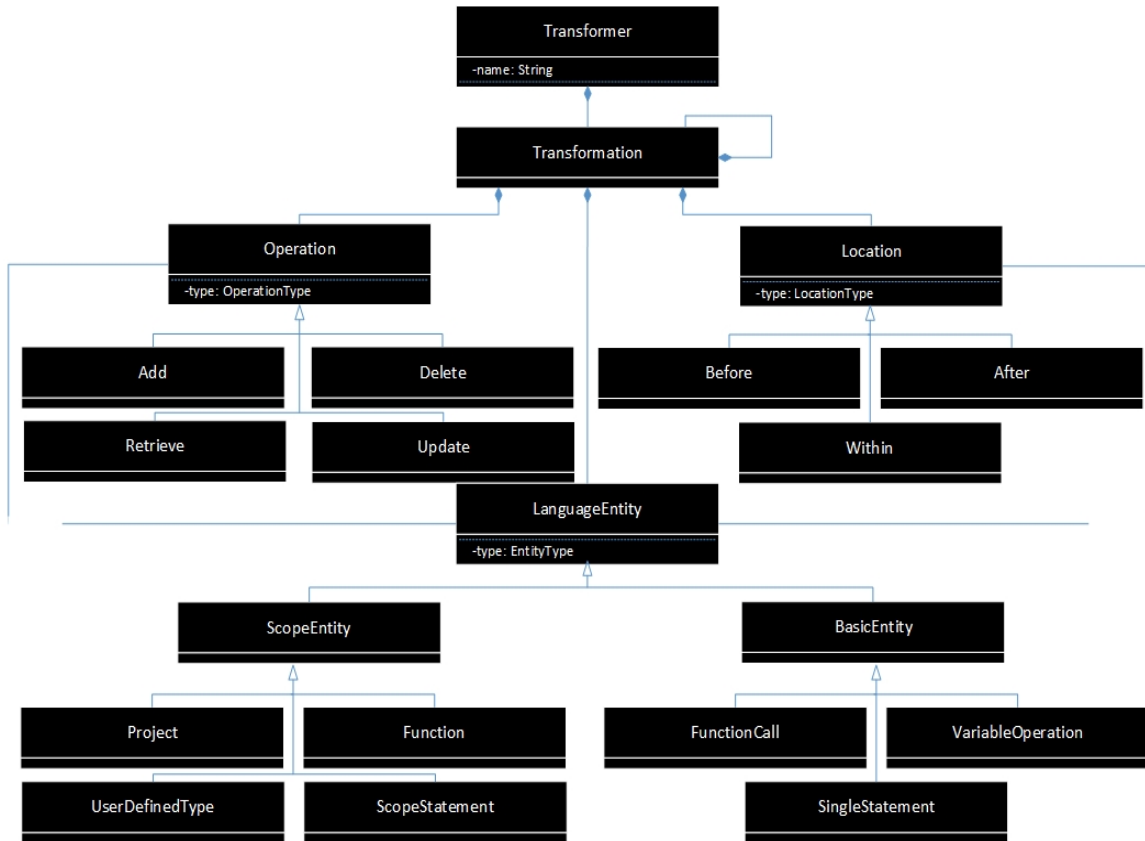 Transformer
-name: String
Transformation
Operation
-type: OperationType
Location
-type: LocationType
Add
Delete
Before
After
Retrieve
Update
Within
LanguageEntity
-type: EntityType
ScopeEntity
BasicEntity
Project
Function
FunctionCall
VariableOperation
UserDefinedType
ScopeStatement
SingleStatement